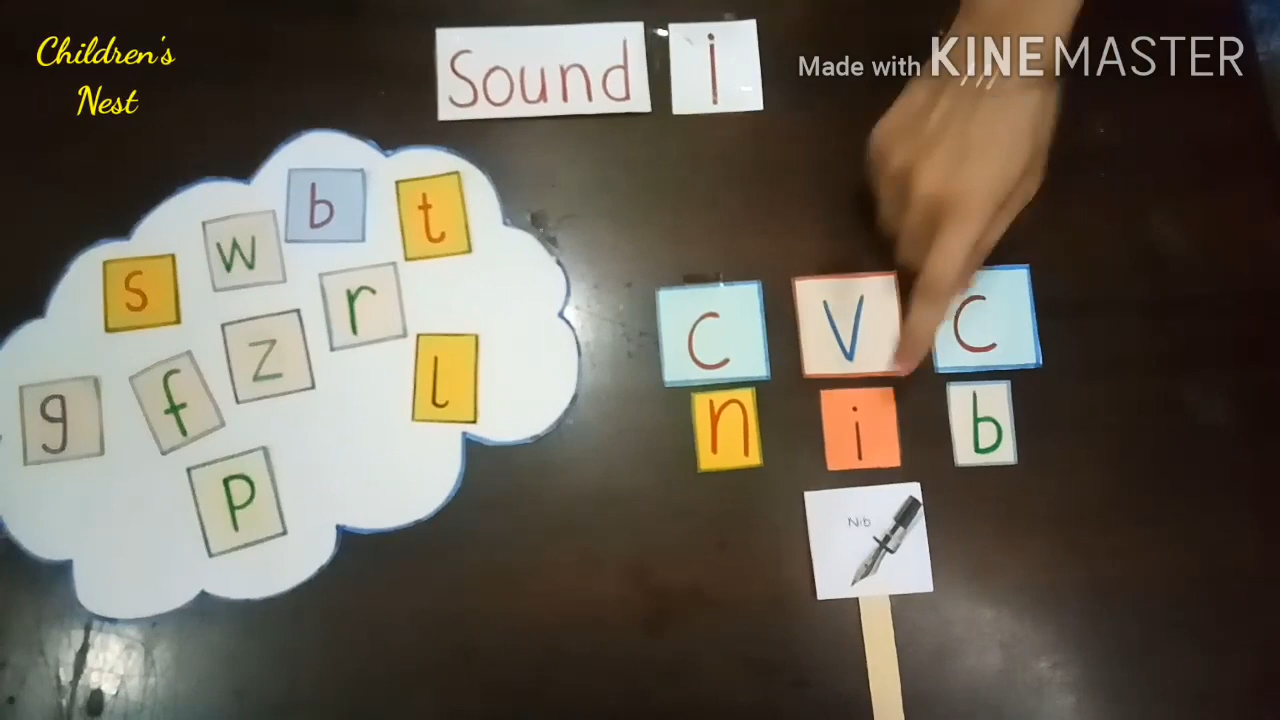 Children's
Nest
Sound i
Made with KINEMASTER
b t
w
s
r
z
l
f
g
p
C V C
n i b
Nib